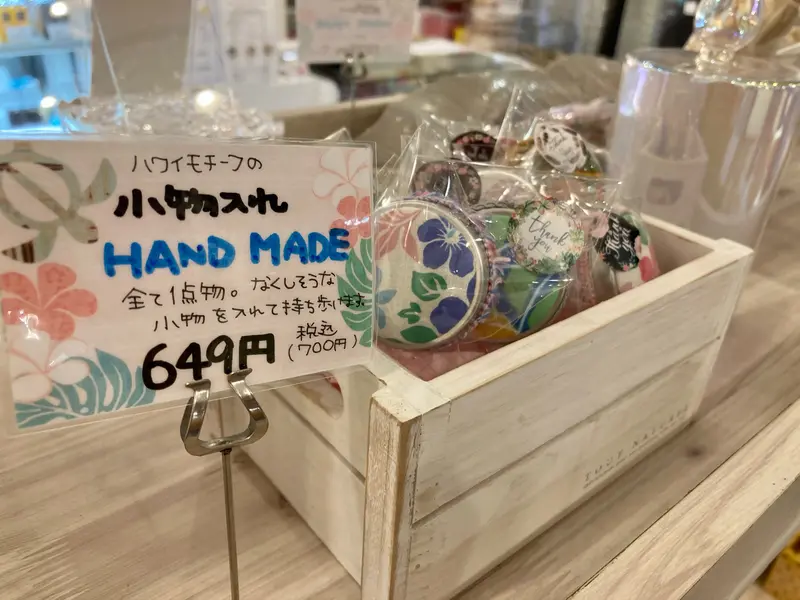 ハワイモチーフの
小物入れ
HAND MADE
全て1点物。なくしそうな
小物を入れて持ち歩けます。
649円
税込
(700円)
thank you